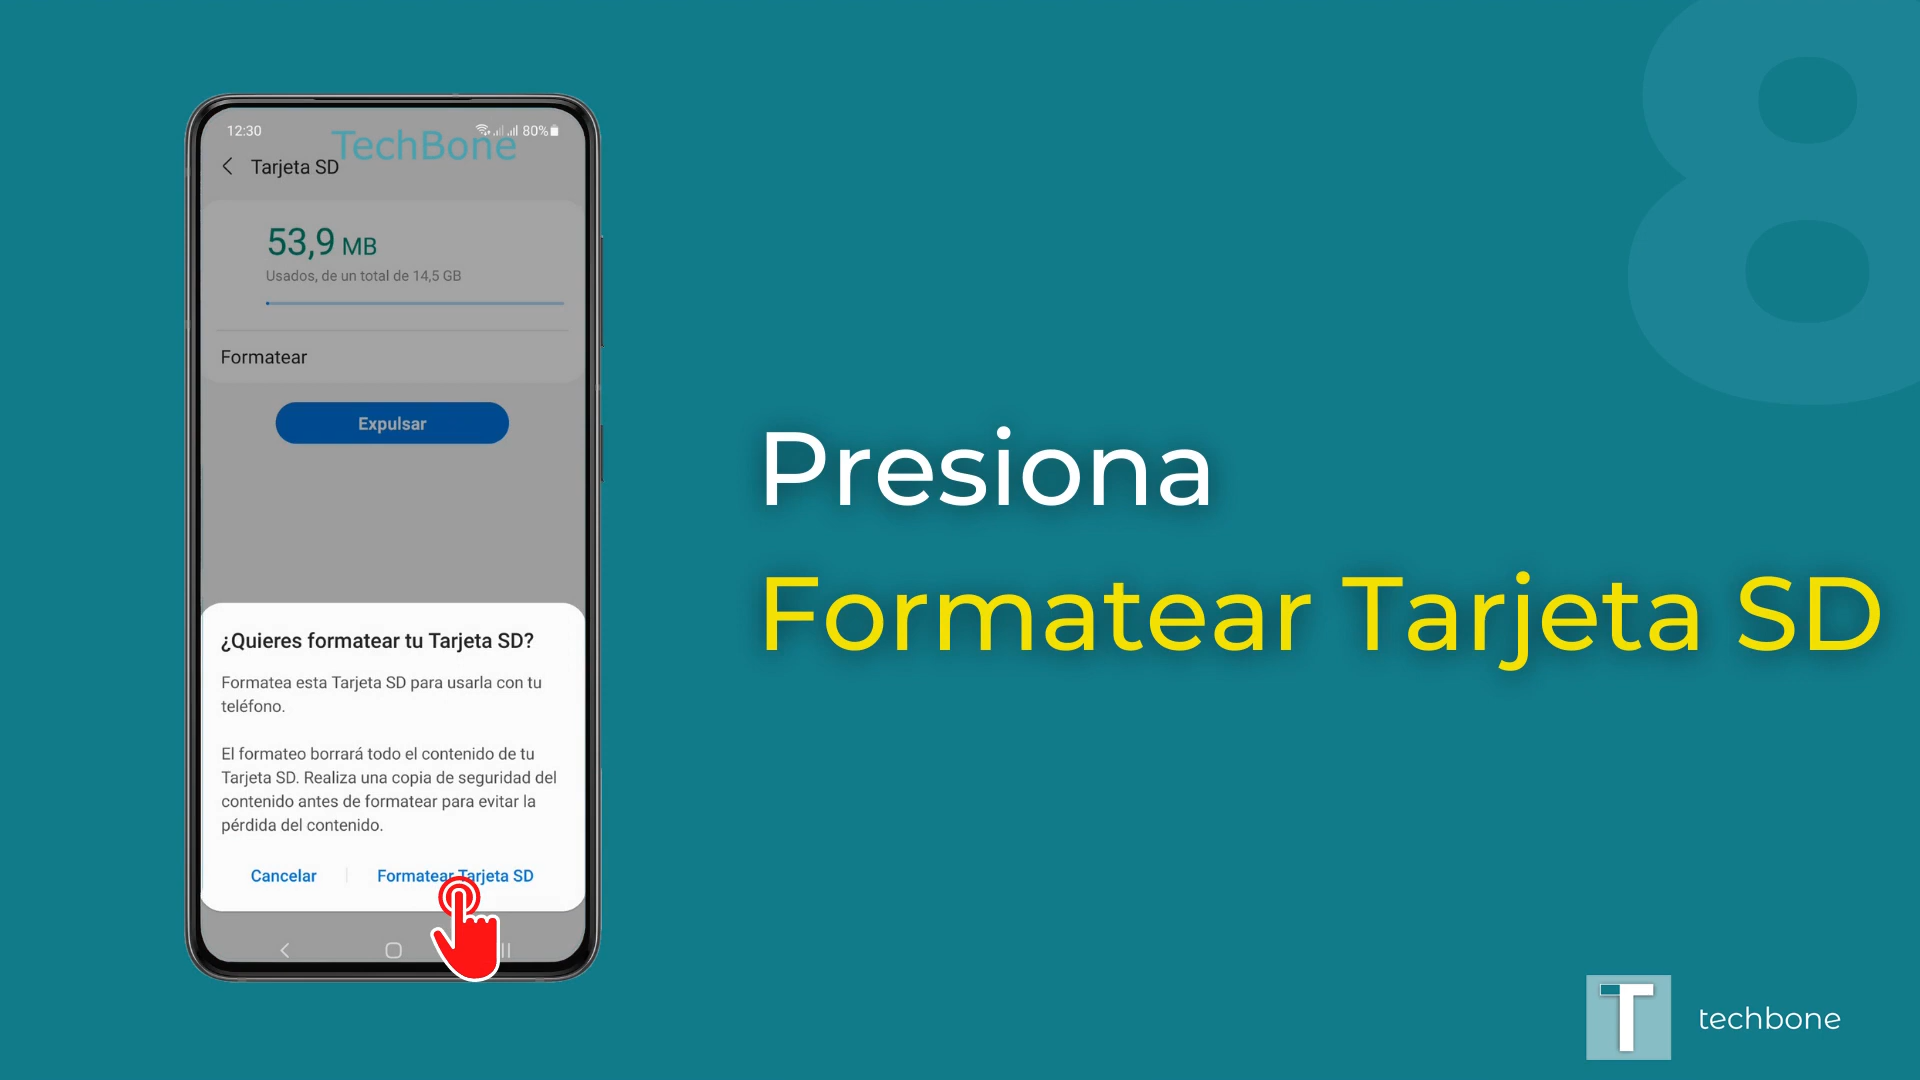 8
12:30
80%
TechBone
Tarjeta SD
53,9 MB
Usados, de un total de 14,5 GB
Formatear
Expulsar
¿Quieres formatear tu Tarjeta SD?
Formatea esta Tarjeta SD para usarla con tu
teléfono.
El formateo borrará todo el contenido de tu
Tarjeta SD. Realiza una copia de seguridad del
contenido antes de formatear para evitar la
pérdida del contenido.
Cancelar
Formatear Tarjeta SD
Presiona
Formatear Tarjeta SD
T
techbone